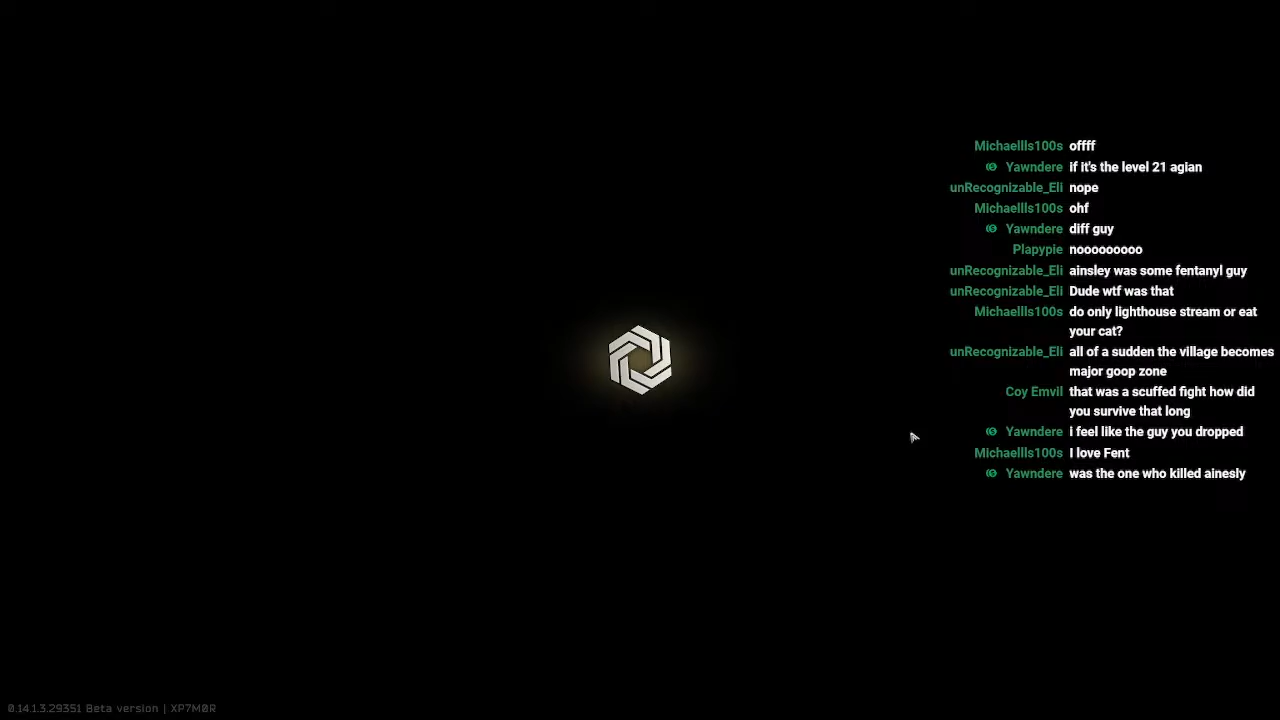 Michaellls100s offff
Yawndere if it's the level 21 agian
unRecognizable_Eli nope
Michaellls100s ohf
Yawndere diff guy
Plapypie nooooooooo
unRecognizable_Eli ainsley was some fentanyl guy
unRecognizable_Eli Dude wtf was that
Michaellls100s do only lighthouse stream or eat
your cat?
unRecognizable_Eli all of a sudden the village becomes
major goop zone
Coy Emvil that was a scuffed fight how did
you survive that long
Yawndere i feel like the guy you dropped
Michaellls100s I love Fent
Yawndere was the one who killed ainesly
0.14.1.3.29351 Beta version | XP7M0R